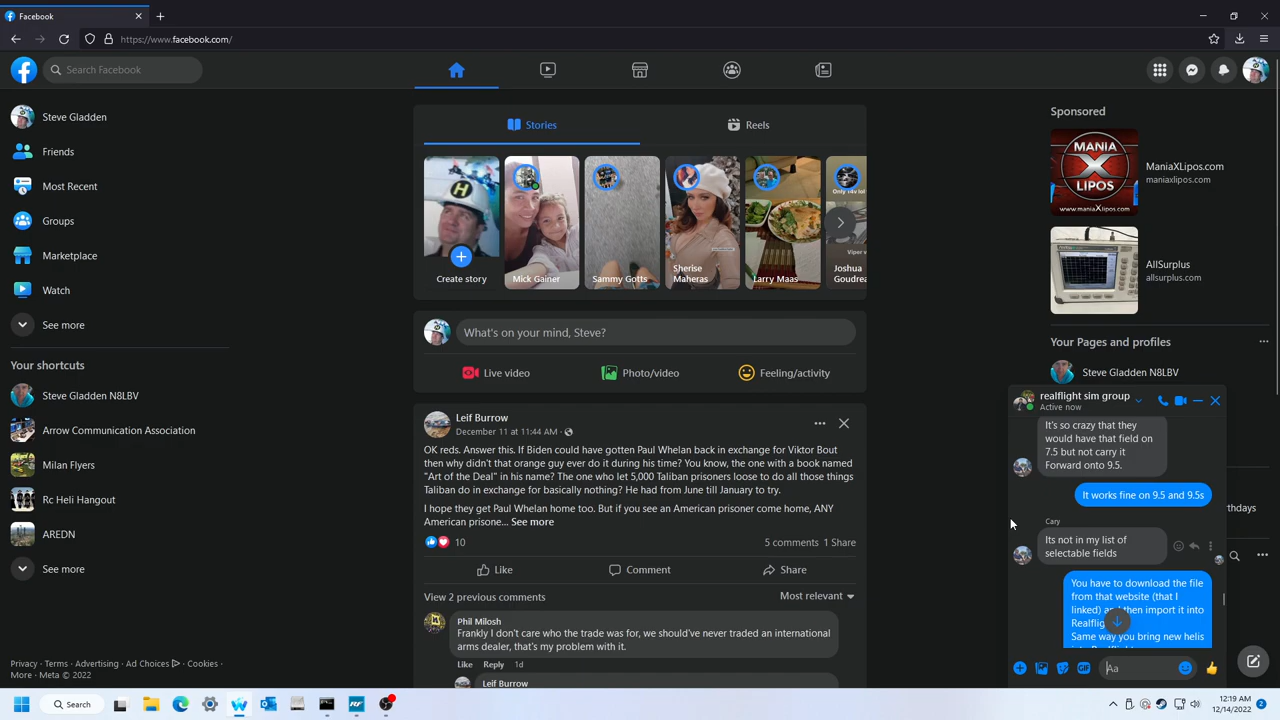 Facebook
https://www.facebook.com/
Search Facebook
Steve Gladden
Friends
Most Recent
Groups
Marketplace
Watch
See more
Your shortcuts
Steve Gladden N8LBV
Arrow Communication Association
Milan Flyers
Rc Heli Hangout
AREDN
See more
Privacy · Terms · Advertising · Ad Choices · Cookies ·
More · Meta © 2022
Stories
Reels
Create story
Mick Gainer
Sammy Gotts
Sherise
Maheras
Larry Maas
Only 14v lol
Viper v
Joshua
Goudrea
What's on your mind, Steve?
Live video
Photo/video
Feeling/activity
Leif Burrow
December 11 at 11:44 AM ·
OK reds. Answer this. If Biden could have gotten Paul Whelan back in exchange for Viktor Bout
then why didn't that orange guy ever do it during his time? You know, the one with a book named
"Art of the Deal" in his name? The one who let 5,000 Taliban prisoners loose to do all those things
Taliban do in exchange for basically nothing? He had from June till January to try.
I hope they get Paul Whelan home too. But if you see an American prisoner come home, ANY
American prisone... See more
10
5 comments 1 Share
Like
Comment
Share
View 2 previous comments
Most relevant
Phil Milosh
Frankly I don't care who the trade was for, we should've never traded an international
arms dealer, that's my problem with it.
Like Reply 1d
Leif Burrow
Sponsored
MANIA
X
LIPOS
www.maniaXlipos.com
ManiaXLipos.com
maniaxlipos.com
AllSurplus
allsurplus.com
Your Pages and profiles
Steve Gladden N8LBV
realflight sim group
Active now
It's so crazy that they
would have that field on
7.5 but not carry it
Forward onto 9.5.
It works fine on 9.5 and 9.5s
Cary
Its not in my list of
selectable fields
You have to download the file
from that website (that I
linked) and then import it into
Same way you bring new helis
Aa
GIF
rthdays
Search
12:19 AM
12/14/2022
2